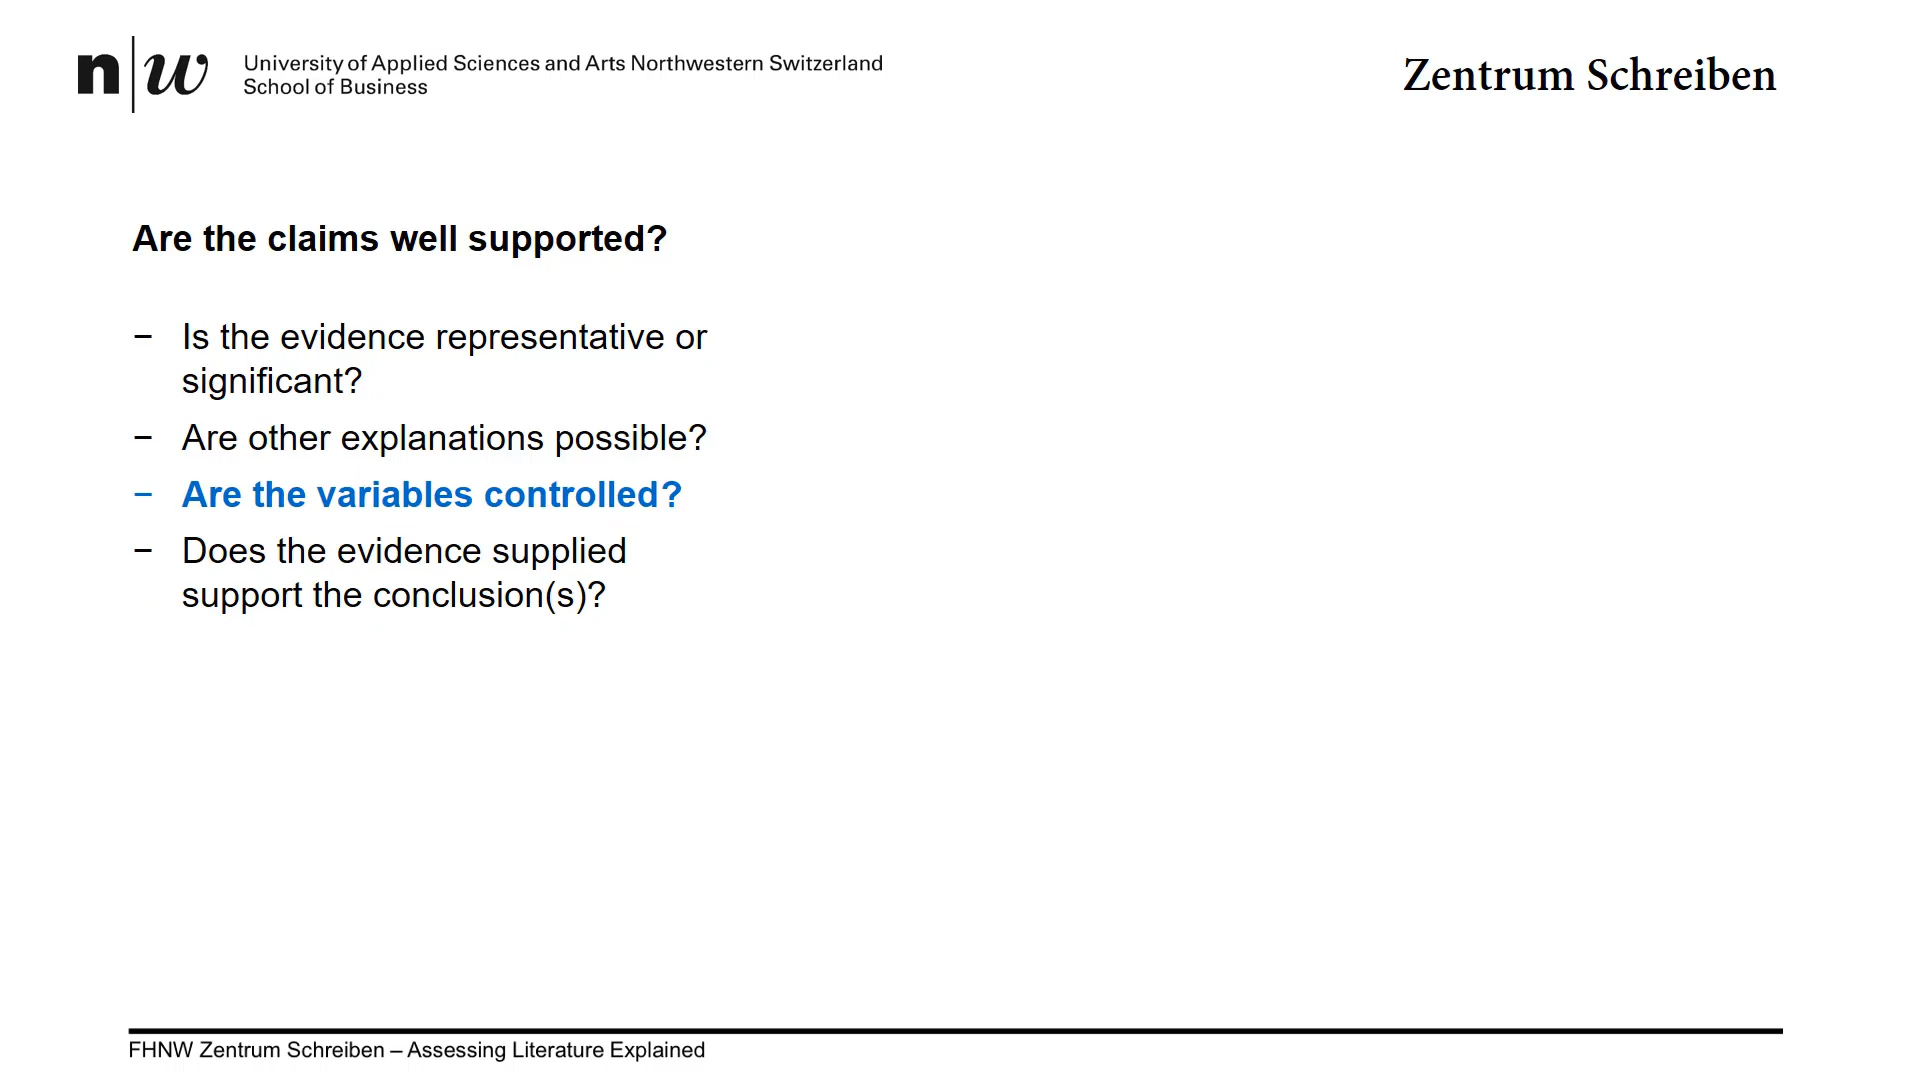 n|w
University of Applied Sciences and Arts Northwestern Switzerland
School of Business
Zentrum Schreiben
Are the claims well supported?
− Is the evidence representative or
significant?
− Are other explanations possible?
− Are the variables controlled?
− Does the evidence supplied
support the conclusion(s)?
FHNW Zentrum Schreiben – Assessing Literature Explained